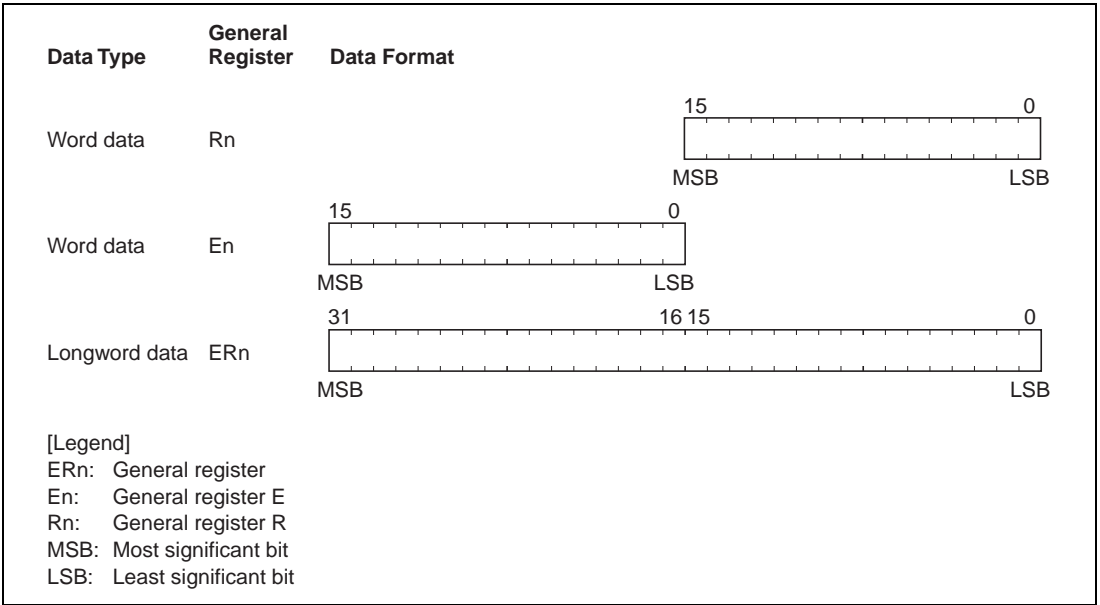 General
Data Type Register Data Format
15 0
Word data Rn
MSB LSB
15 0
Word data En
MSB LSB
31 16 15 0
Longword data ERn
MSB LSB
[Legend]
ERn: General register
En: General register E
Rn: General register R
MSB: Most significant bit
LSB: Least significant bit